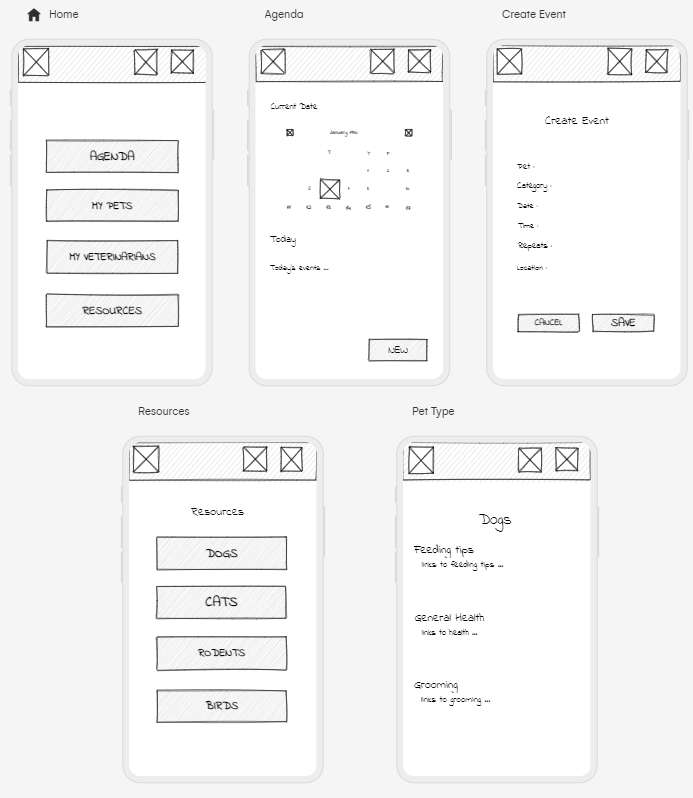 Home
AGENDA
MY PETS
MY VETERINARIANS
RESOURCES
Agenda
Current Date
Today
Today's events ...
NEW
Create Event
Create Event
Pet :
Category :
Date :
Time :
Repeats :
Location :
CANCEL
SAVE
Resources
Resources
DOGS
CATS
RODENTS
BIRDS
Pet Type
Dogs
Feeding tips
links to feeding tips ...
General Health
links to health ...
Grooming
links to grooming ...